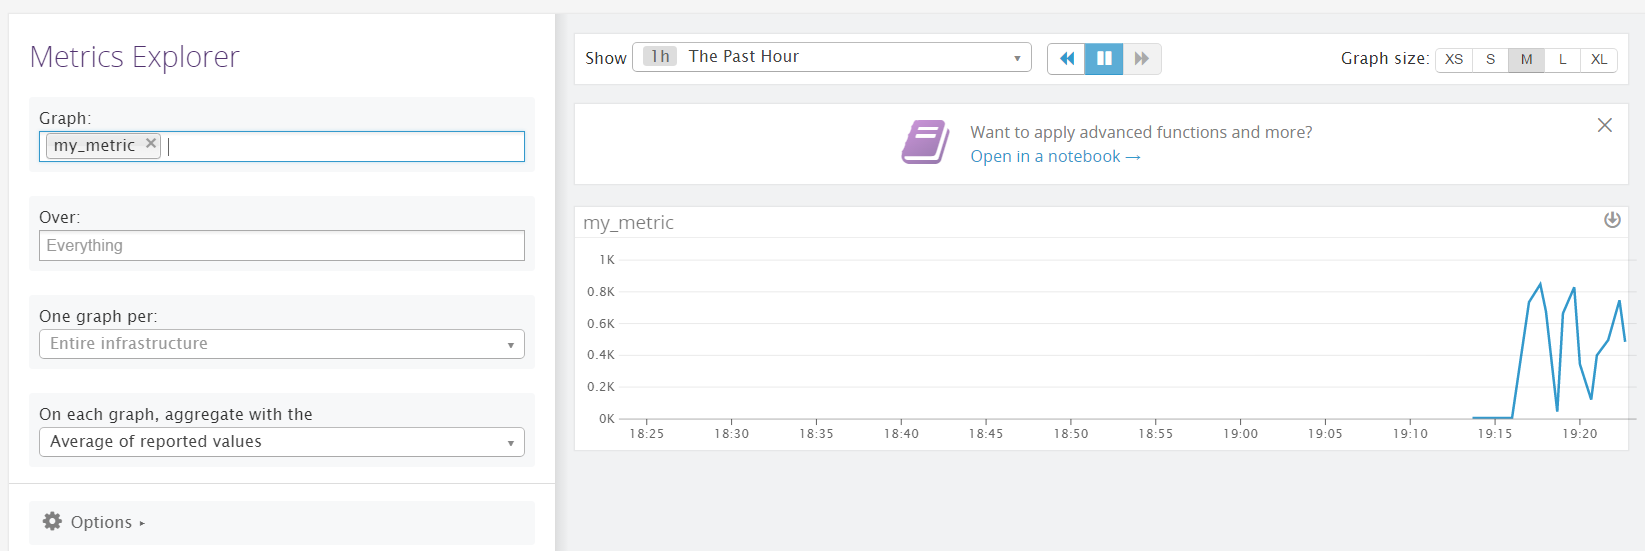 Metrics Explorer
Graph:
my_metric
Over:
Everything
One graph per:
Entire infrastructure
On each graph, aggregate with the
Average of reported values
Options
Show 1h The Past Hour
Graph size: XS S M L XL
Want to apply advanced functions and more?
Open in a notebook →
my_metric
1K
0.8K
0.6K
0.4K
0.2K
0K
18:25 18:30 18:35 18:40 18:45 18:50 18:55 19:00 19:05 19:10 19:15 19:20